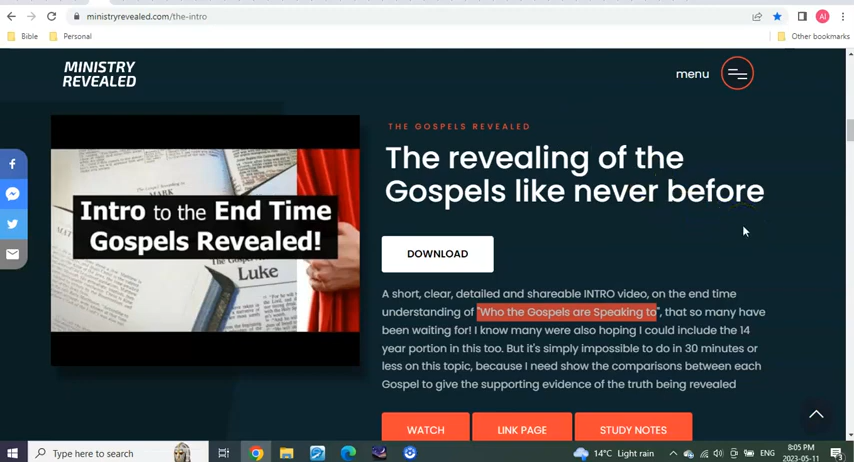 ministryrevealed.com/the-intro
Bible
Personal
Other bookmarks
MINISTRY
REVEALED
menu
THE GOSPELS REVEALED
The revealing of the
Gospels like never before
MARK
Intro to the End Time
Gospels Revealed!
Luke
DOWNLOAD
A short, clear, detailed and shareable INTRO video, on the end time
understanding of "Who the Gospels are Speaking to", that so many have
been waiting for! I know many were also hoping I could include the 14
year portion in this too. But it's simply impossible to do in 30 minutes or
less on this topic, because I need show the comparisons between each
Gospel to give the supporting evidence of the truth being revealed
WATCH
LINK PAGE
STUDY NOTES
Type here to search
14°C Light rain
ENG
8:05 PM
2023-05-11